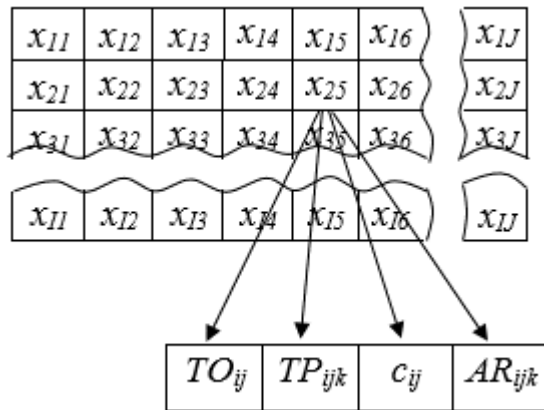 x11 x12 x13 x14 x15 x16 x1J
x21 x22 x23 x24 x25 x26 x2J
x31 x32 x33 x34 x35 x36 x3J
xI1 xI2 xI3 xI4 xI5 xI6 xIJ
TOij TPijk cij ARijk